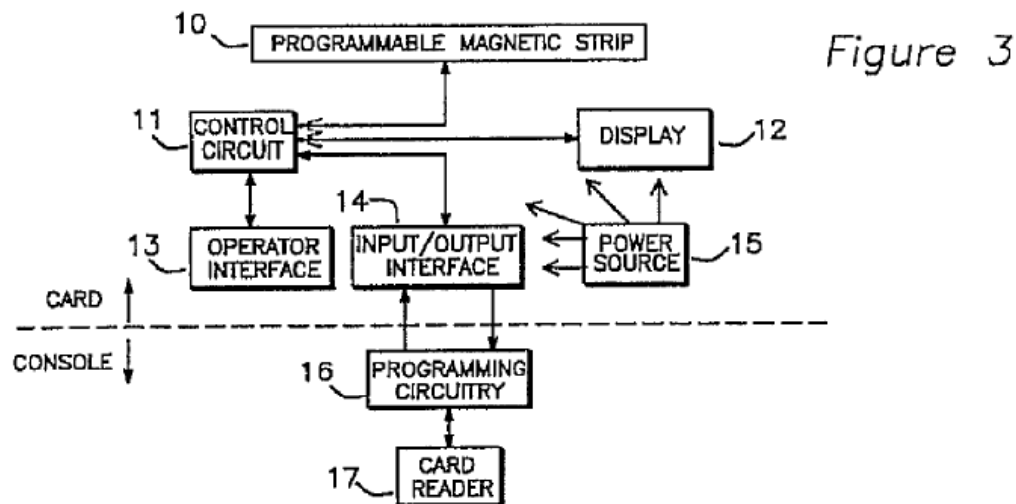 10
PROGRAMMABLE MAGNETIC STRIP
Figure 3
11
CONTROL
CIRCUIT
DISPLAY
12
14
13
OPERATOR
INTERFACE
INPUT/OUTPUT
INTERFACE
POWER
SOURCE
15
CARD
CONSOLE
16
PROGRAMMING
CIRCUITRY
17
CARD
READER